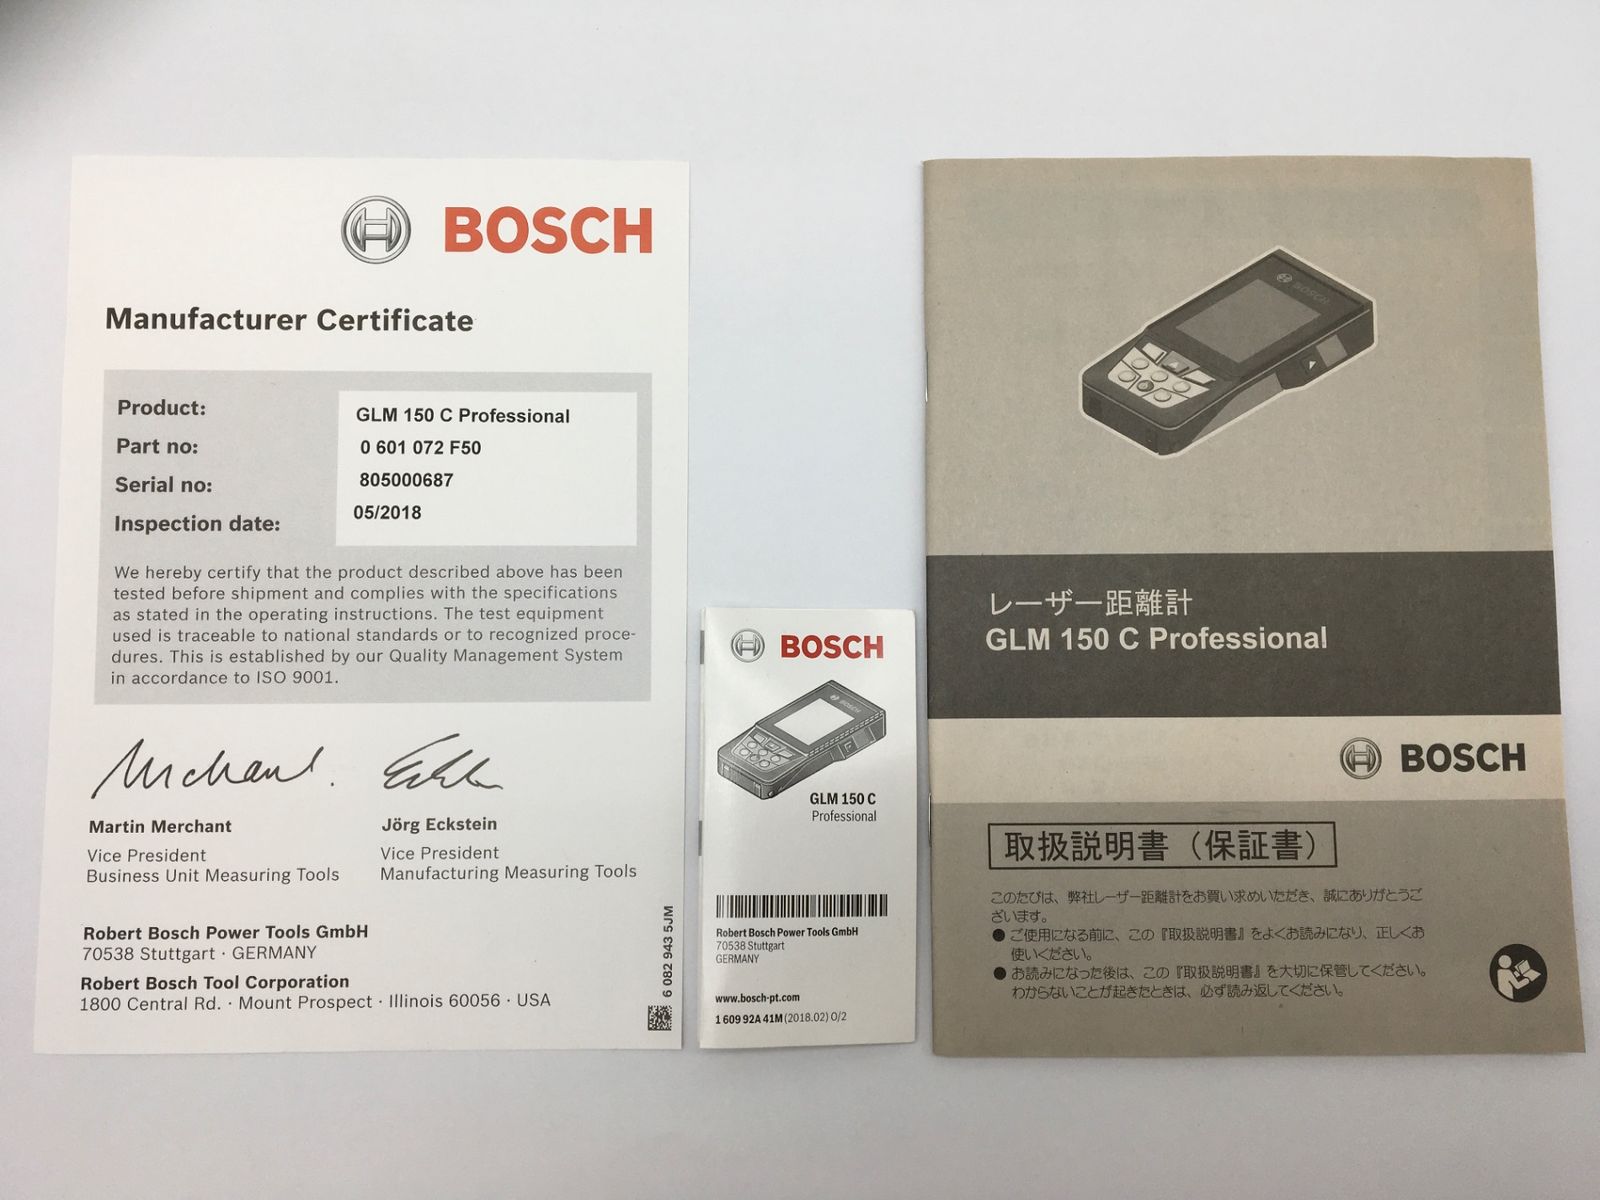 BOSCH
Manufacturer Certificate
Product: GLM 150 C Professional
Part no: 0 601 072 F50
Serial no: 805000687
Inspection date: 05/2018
We hereby certify that the product described above has been
tested before shipment and complies with the specifications
as stated in the operating instructions. The test equipment
used is traceable to national standards or to recognized proce-
dures. This is established by our Quality Management System
in accordance to ISO 9001.
Merchant.
Martin Merchant
Vice President
Business Unit Measuring Tools
Jörg Eckstein
Vice President
Manufacturing Measuring Tools
Robert Bosch Power Tools GmbH
70538 Stuttgart · GERMANY
Robert Bosch Tool Corporation
1800 Central Rd. · Mount Prospect · Illinois 60056 · USA
6 082 943 5JM
BOSCH
BOSCH
GLM 150 C
Professional
Robert Bosch Power Tools GmbH
70538 Stuttgart
GERMANY
www.bosch-pt.com
1 609 92A 41M (2018.02) O/2
BOSCH
レーザー距離計
GLM 150 C Professional
BOSCH
取扱説明書（保証書）
このたびは、弊社レーザー距離計をお買い求めいただき、誠にありがとうご
ざいます。
● ご使用になる前に、この『取扱説明書』をよくお読みになり、正しくお
使いください。
● お読みになった後は、この『取扱説明書』を大切に保管してください。
わからないことが起きたときは、必ず読み返してください。